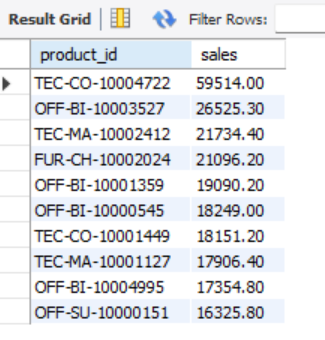 Result Grid Filter Rows:
product_id sales
TEC-CO-10004722 59514.00
OFF-BI-10003527 26525.30
TEC-MA-10002412 21734.40
FUR-CH-10002024 21096.20
OFF-BI-10001359 19090.20
OFF-BI-10000545 18249.00
TEC-CO-10001449 18151.20
TEC-MA-10001127 17906.40
OFF-BI-10004995 17354.80
OFF-SU-10000151 16325.80